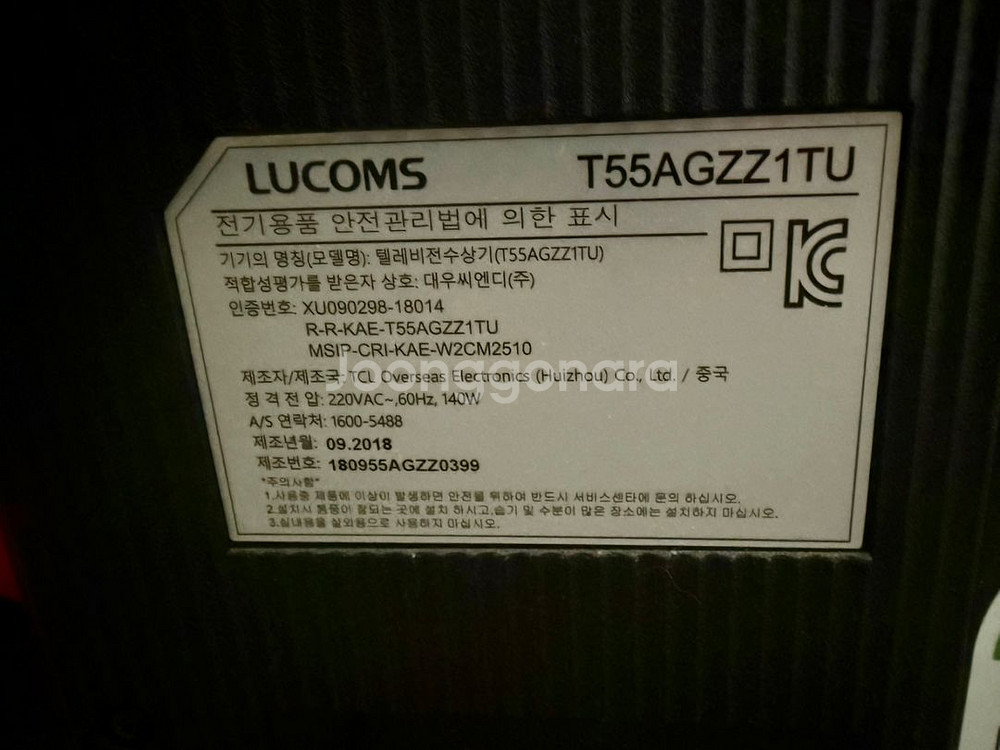 LUCOMS T55AGZZ1TU
전기용품 안전관리법에 의한 표시
기기의 명칭(모델명): 텔레비전수상기(T55AGZZ1TU)
적합성평가를 받은자 상호: 대우씨엔디(주)
인증번호: XU090298-18014
R-R-KAE-T55AGZZ1TU
MSIP-CRI-KAE-W2CM2510
Joonggonara
제조자/제조국: TCL Overseas Electronics (Huizhou) Co., Ltd. / 중국
정 격 전 압: 220VAC~,60Hz, 140W
A/S 연락처: 1600-5488
제조년월: 09.2018
제조번호: 180955AGZZ0399
*주의사항*
1.사용중 제품에 이상이 발생하면 안전을 위하여 반드시 서비스센타에 문의 하십시오.
2.설치시 통풍이 잘되는 곳에 설치 하시고,습기 및 수분이 많은 장소에는 설치하지 마십시오.
3.실내용을 실외용으로 사용하지 마십시오.